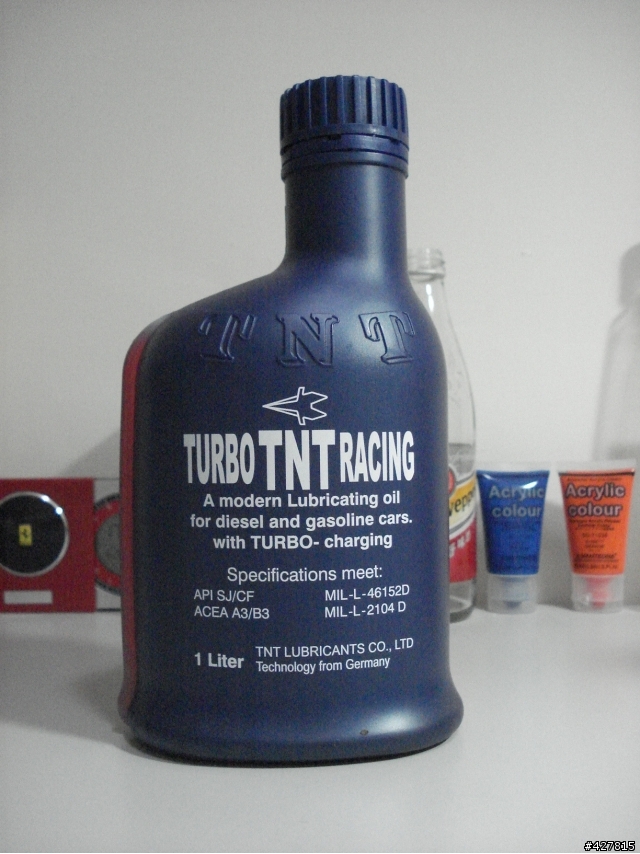 TNT
TURBO TNT RACING
A modern Lubricating oil
for diesel and gasoline cars.
with TURBO- charging
Specifications meet:
API SJ/CF MIL-L-46152D
ACEA A3/B3 MIL-L-2104 D
1 Liter TNT LUBRICANTS CO., LTD
Technology from Germany
Acrylic
colour
Acrylic
colour
#427815